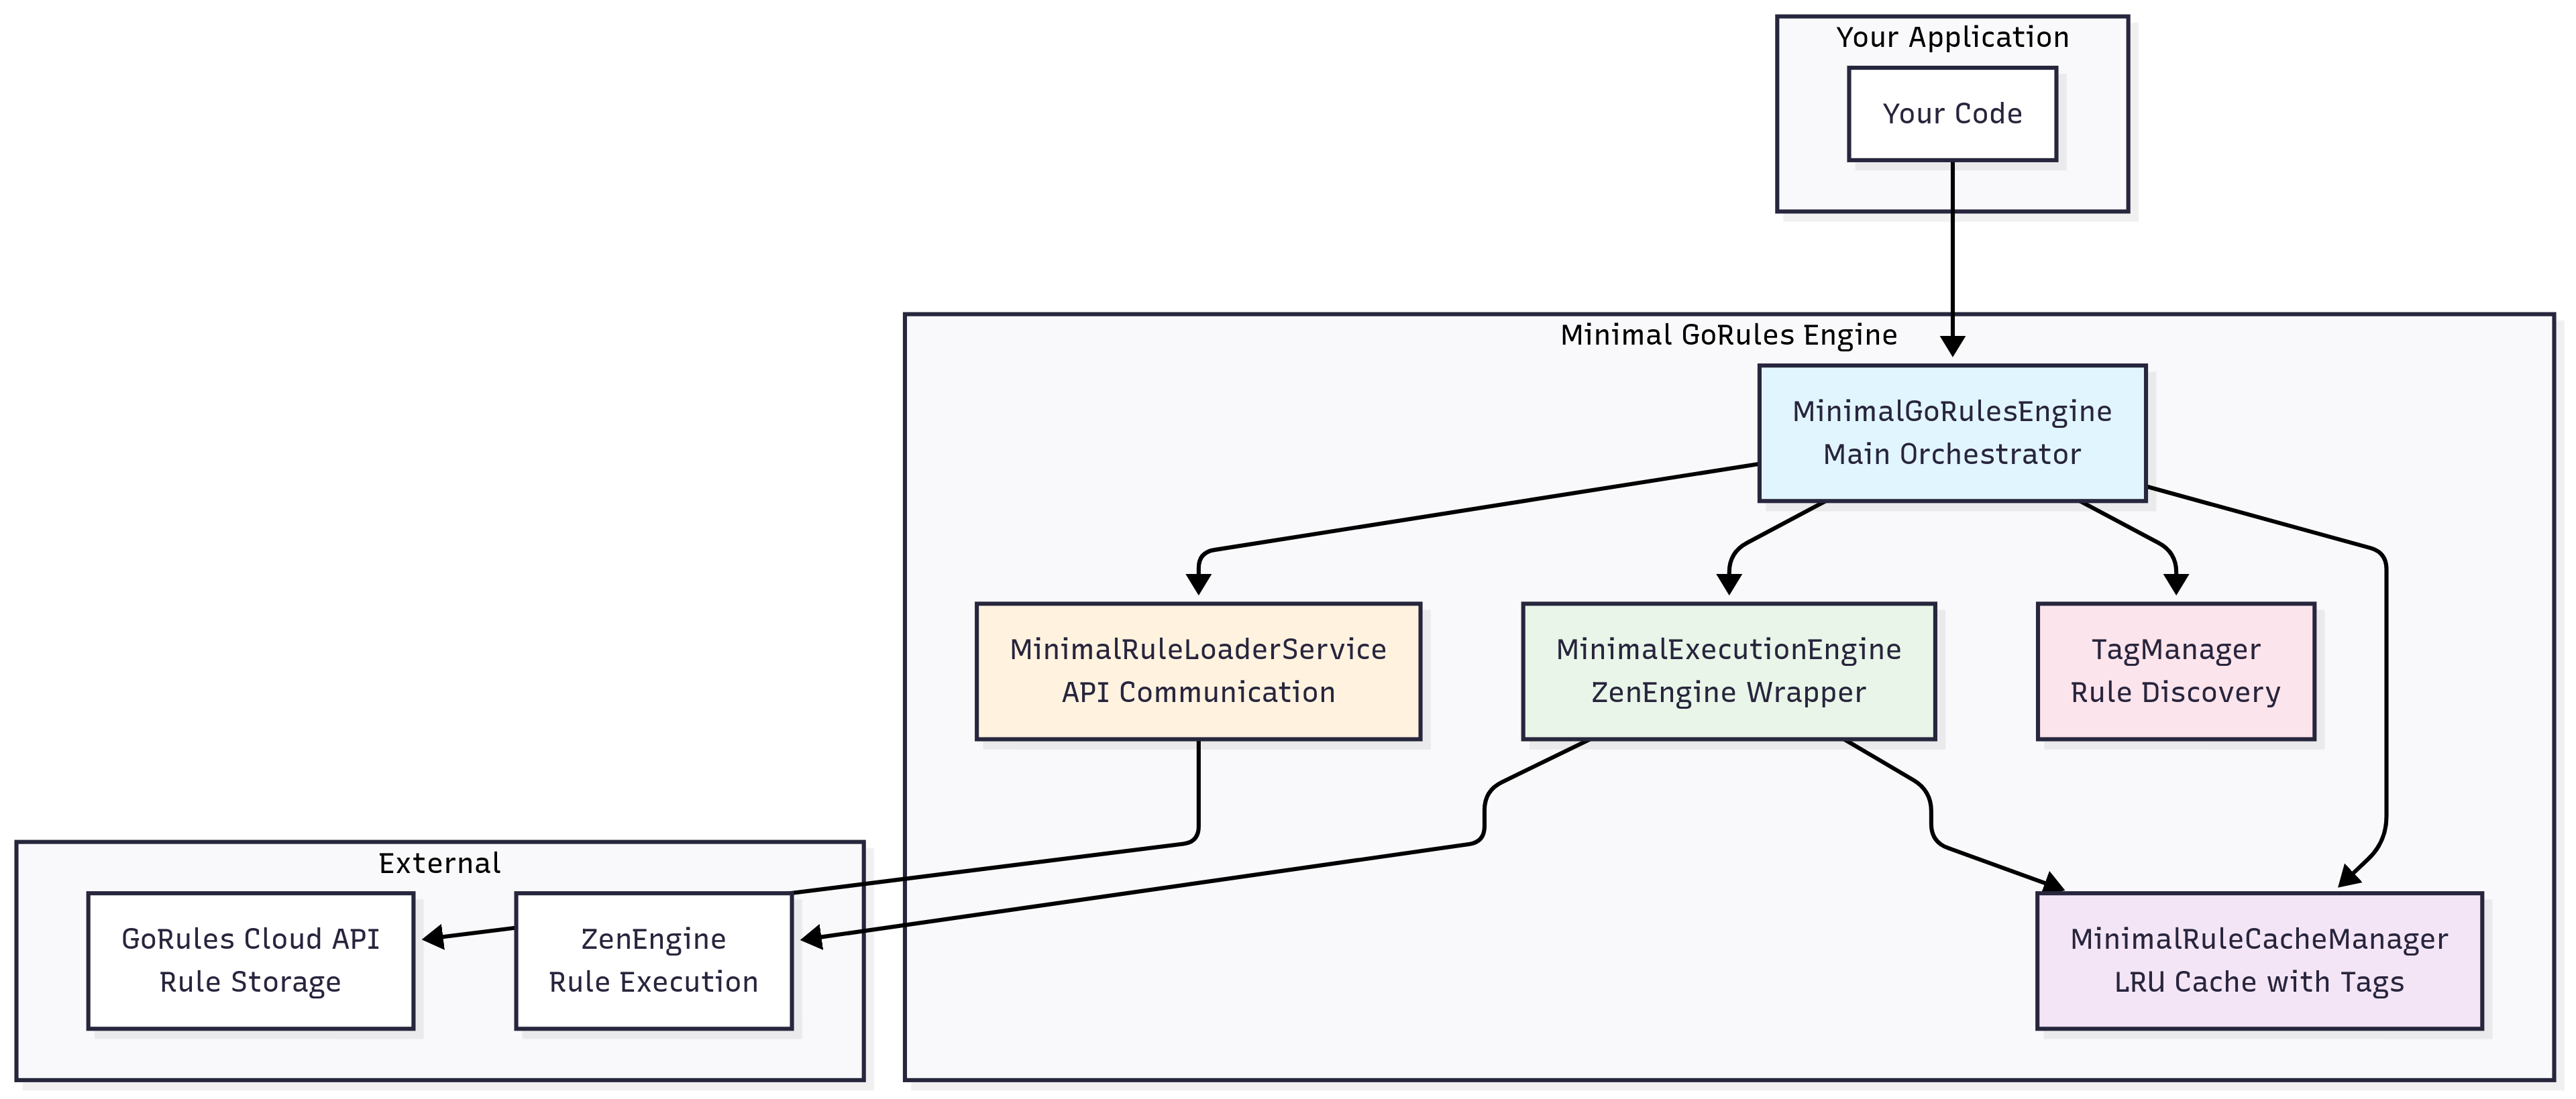 Your Application
Your Code
Minimal GoRules Engine
MinimalGoRulesEngine
Main Orchestrator
MinimalRuleLoaderService
API Communication
MinimalExecutionEngine
ZenEngine Wrapper
TagManager
Rule Discovery
External
GoRules Cloud API
Rule Storage
ZenEngine
Rule Execution
MinimalRuleCacheManager
LRU Cache with Tags